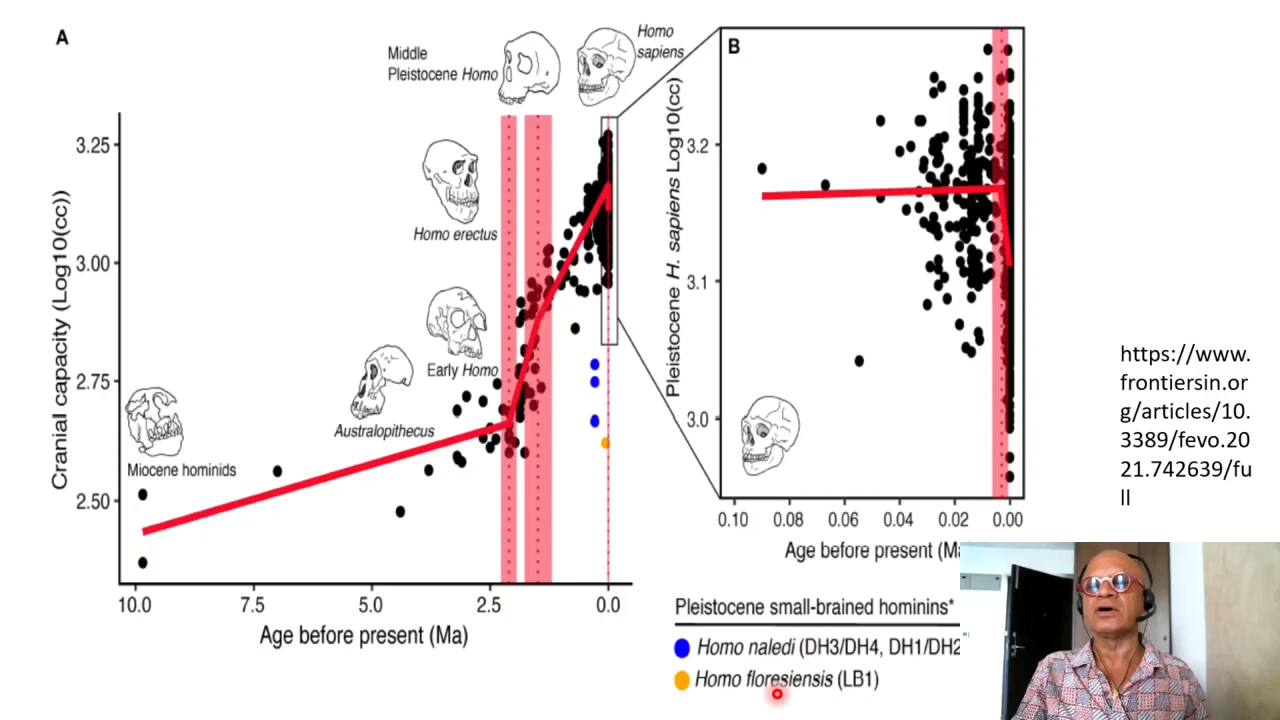 A
Middle
Pleistocene Homo
Homo
sapiens
B
3.25
3.00
2.75
2.50
Cranial capacity (Log10(cc))
Homo erectus
Early Homo
Australopithecus
Miocene hominids
10.0 7.5 5.0 2.5 0.0
Age before present (Ma)
Pleistocene H. sapiens Log10(cc)
3.2
3.1
3.0
0.10 0.08 0.06 0.04 0.02 0.00
Age before present (Ma
Pleistocene small-brained hominins*
Homo naledi (DH3/DH4, DH1/DH2
Homo floresiensis (LB1)
https://www.
frontiersin.or
g/articles/10.
3389/fevo.20
21.742639/fu
ll